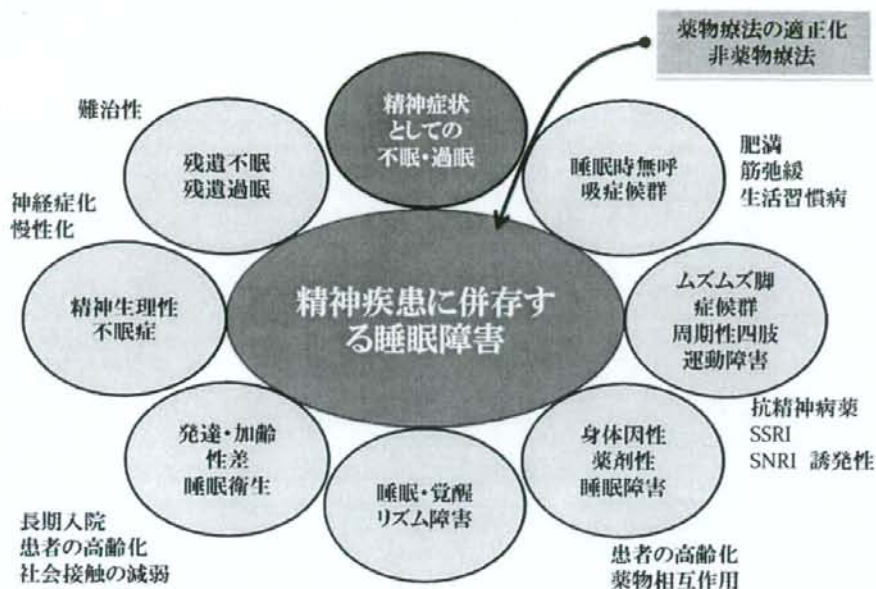 薬物療法の適正化
非薬物療法
難治性
精神症状
としての
不眠・過眠
残遺不眠
残遺過眠
睡眠時無呼
吸症候群
肥満
筋弛緩
生活習慣病
神経症化
慢性化
精神生理性
不眠症
精神疾患に併存す
る睡眠障害
ムズムズ脚
症候群
周期性四肢
運動障害
抗精神病薬
SSRI
SNRI 誘発性
発達・加齢
性差
睡眠衛生
睡眠・覚醒
リズム障害
身体因性
薬剤性
睡眠障害
長期入院
患者の高齢化
社会接触の減弱
患者の高齢化
薬物相互作用